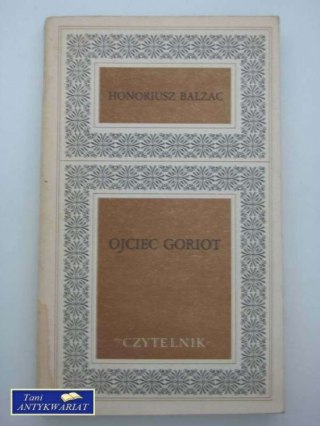 HONORIUSZ BALZAC
OJCIEC GORIOT
CZYTELNIK
Tani
ANTYKWARIAT